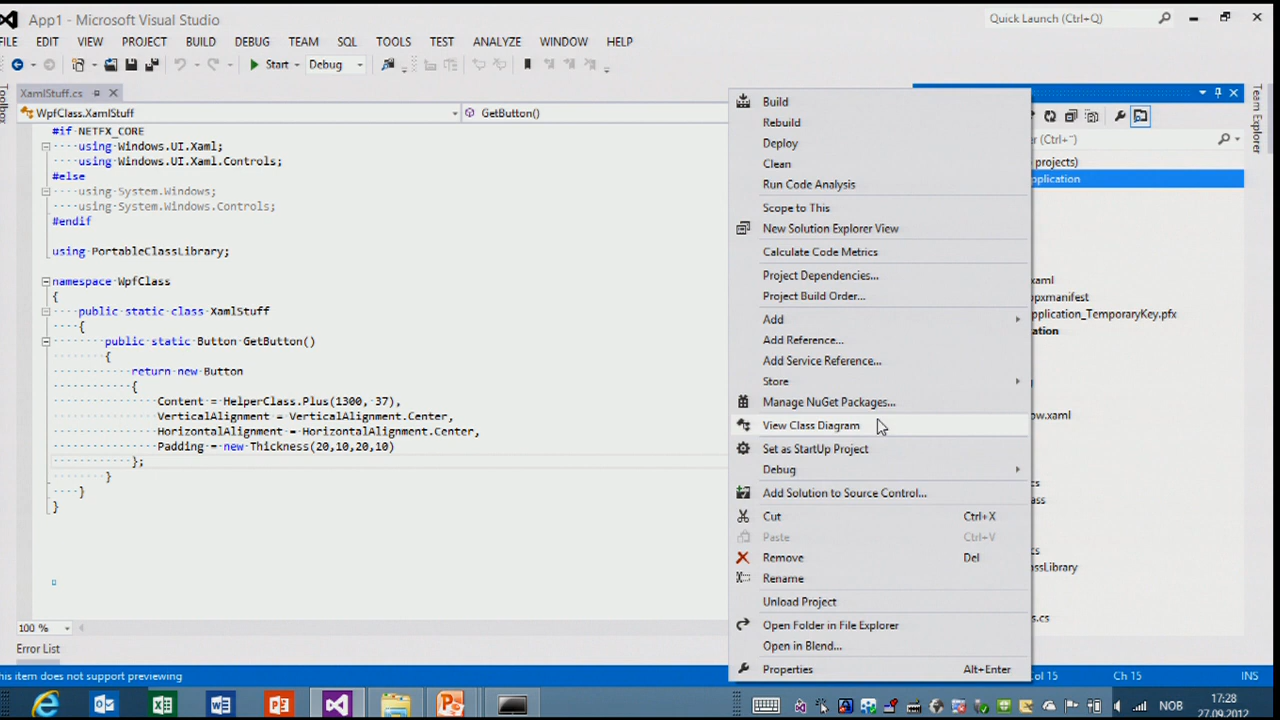 App1 - Microsoft Visual Studio
Quick Launch (Ctrl+Q)
FILE EDIT VIEW PROJECT BUILD DEBUG TEAM SQL TOOLS TEST ANALYZE WINDOW HELP
Start Debug
Toolbox
XamlStuff.cs
WpfClass.XamlStuff
GetButton()
#if NETFX_CORE
using Windows.UI.Xaml;
using Windows.UI.Xaml.Controls;
#else
using System.Windows;
using System.Windows.Controls;
#endif
using PortableClassLibrary;
namespace WpfClass
{
public static class XamlStuff
{
public static Button GetButton()
{
return new Button
{
Content = HelperClass.Plus(1300, 37),
VerticalAlignment = VerticalAlignment.Center,
HorizontalAlignment = HorizontalAlignment.Center,
Padding = new Thickness(20,10,20,10)
};
}
}
}
100 %
Error List
Build
Rebuild
Deploy
Clean
Run Code Analysis
Scope to This
New Solution Explorer View
Calculate Code Metrics
Project Dependencies...
Project Build Order...
Add
Add Reference...
Add Service Reference...
Store
Manage NuGet Packages...
View Class Diagram
Set as StartUp Project
Debug
Add Solution to Source Control...
Cut Ctrl+X
Paste Ctrl+V
Remove Del
Rename
Unload Project
Open Folder in File Explorer
Open in Blend...
Properties Alt+Enter
er (Ctrl+¨)
projects)
pplication
xaml
ppxmanifest
pplication_TemporaryKey.pfx
ation
ow.xaml
cs
ass
cs
ssLibrary
s.cs
Team Explorer
his item does not support previewing
Col 15
Ch 15
INS
NOB
17:28
27.09.2012